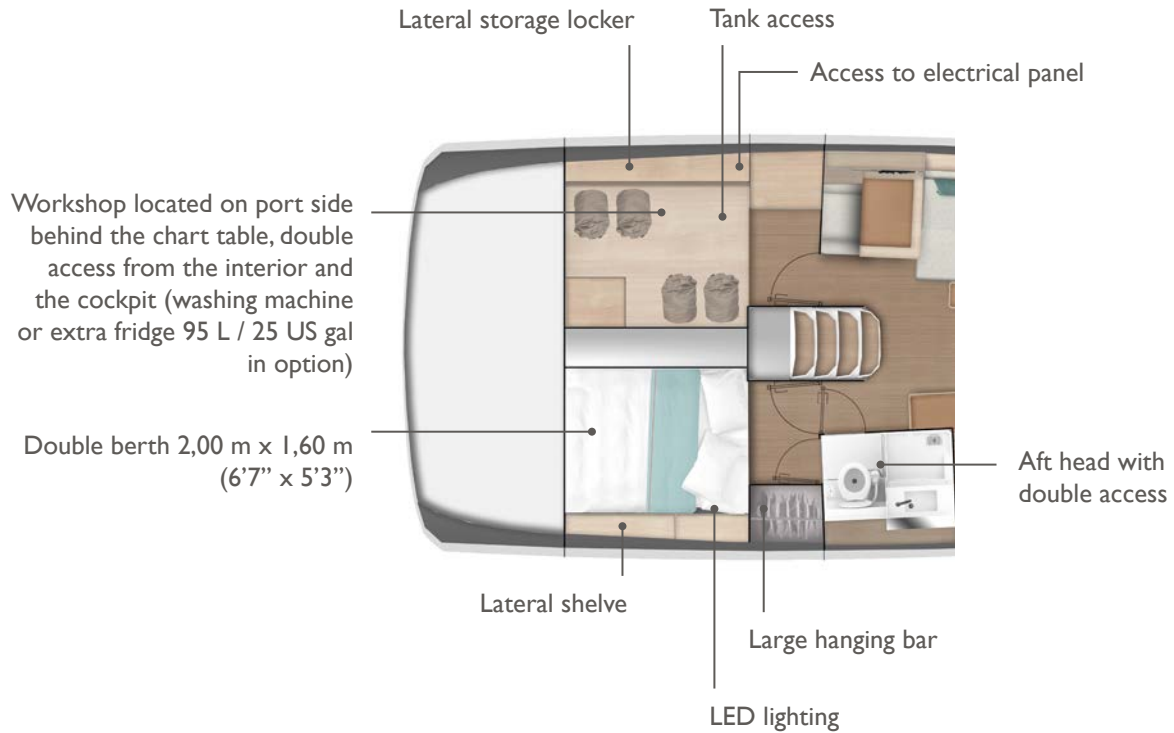 Lateral storage locker
Tank access
Access to electrical panel
Workshop located on port side
behind the chart table, double
access from the interior and
the cockpit (washing machine
or extra fridge 95 L / 25 US gal
in option)
Double berth 2,00 m x 1,60 m
(6’7” x 5’3”)
Aft head with
double access
Lateral shelve
Large hanging bar
LED lighting